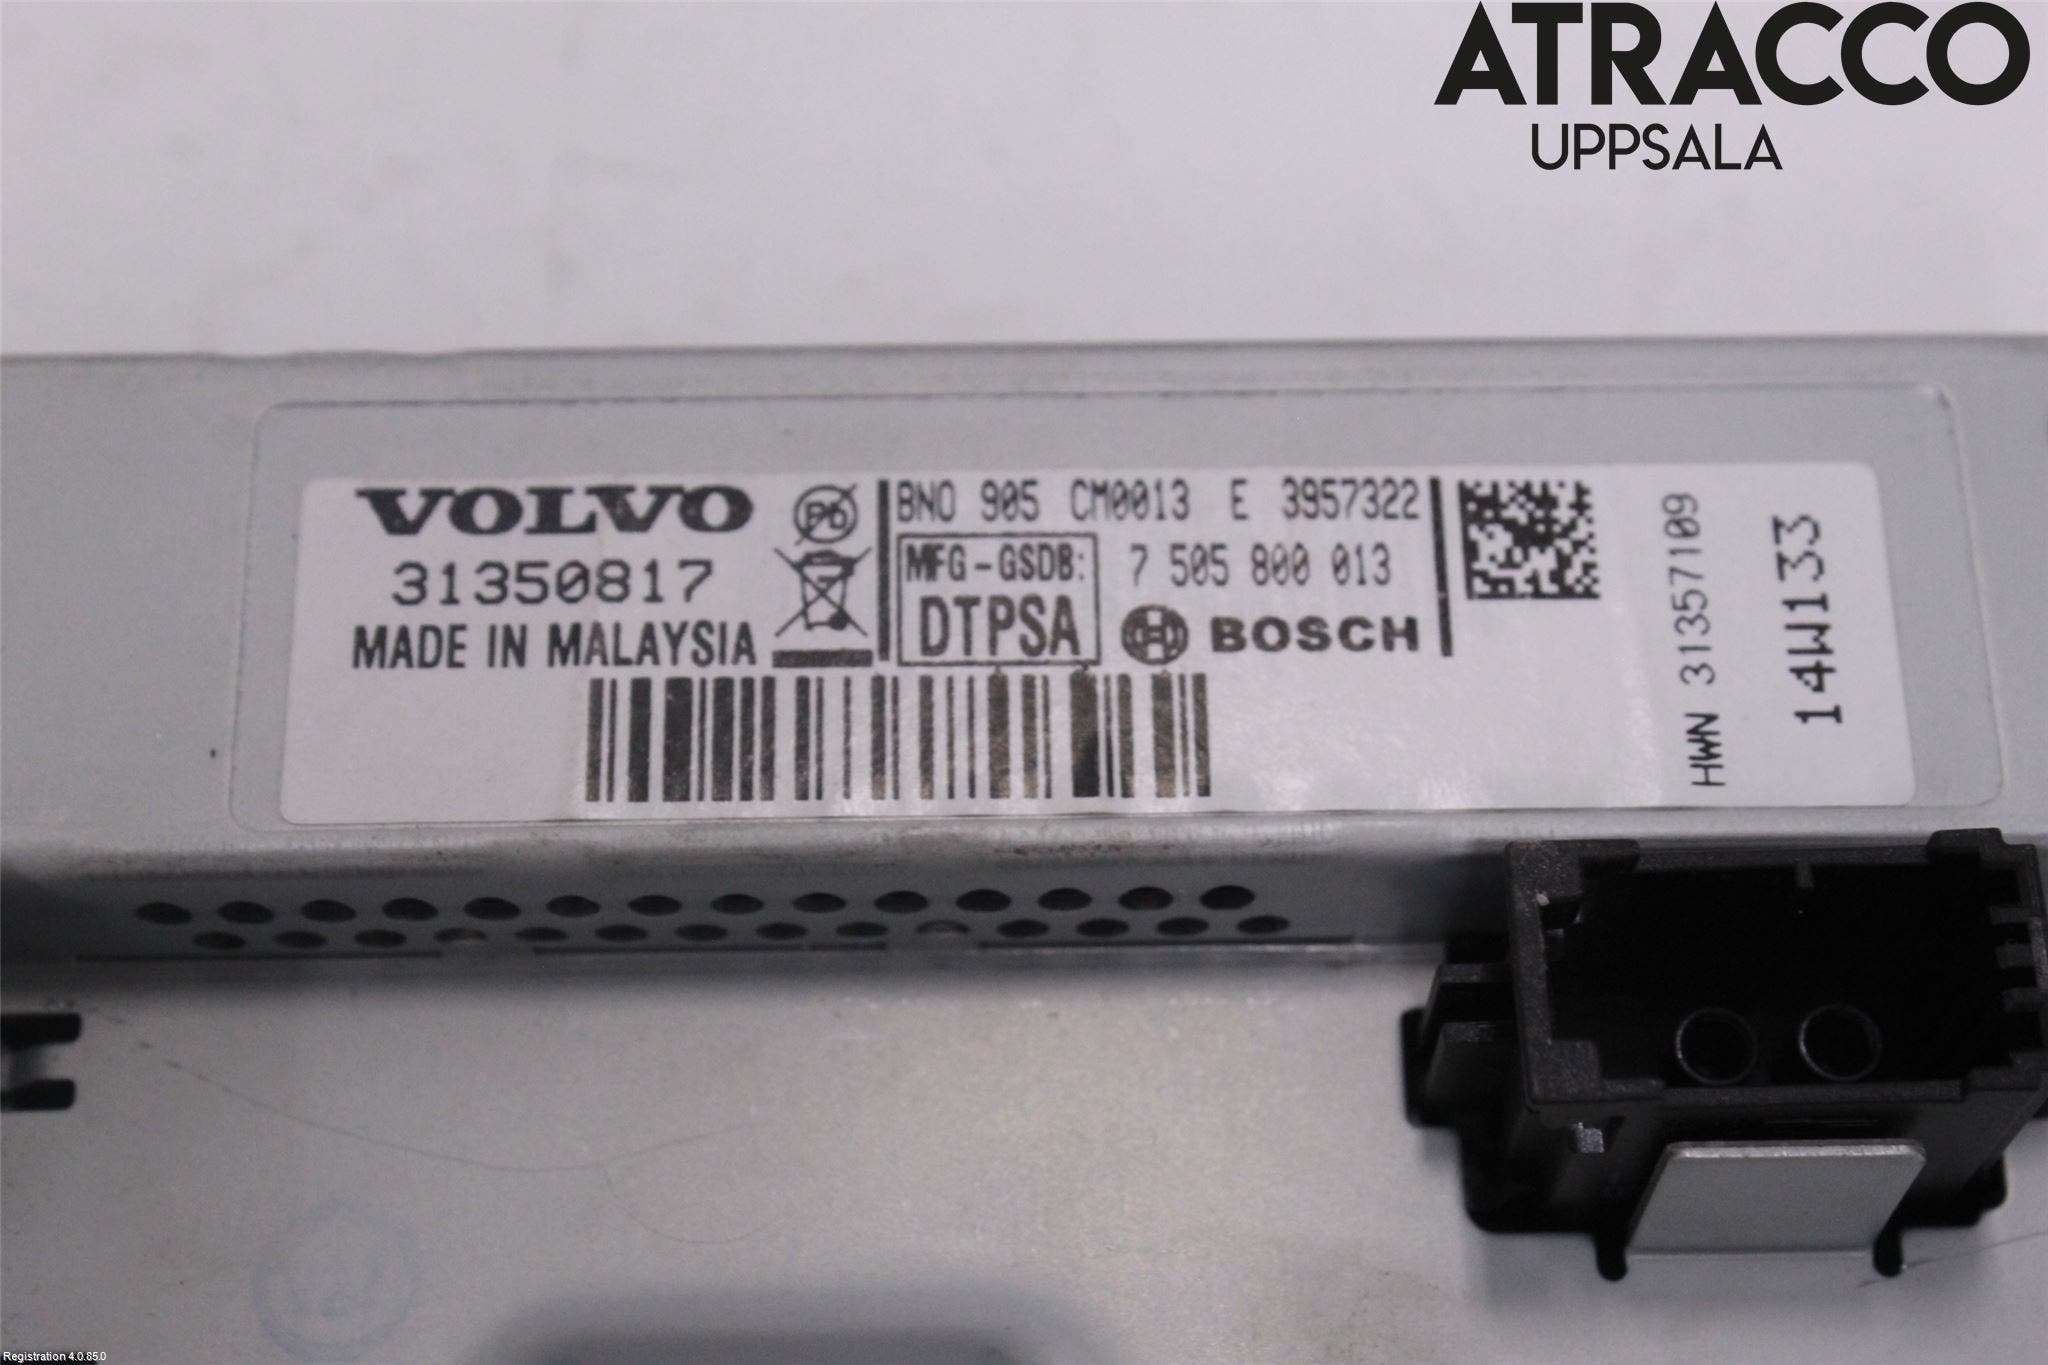 ATRACCO
UPPSALA
VOLVO
31350817
MADE IN MALAYSIA
Pb
BNO 905 CM0013 E 3957322
MFG-GSDB:
DTPSA
7 505 800 013
BOSCH
HWN 31357109
14W133
Registration 4.0.85.0